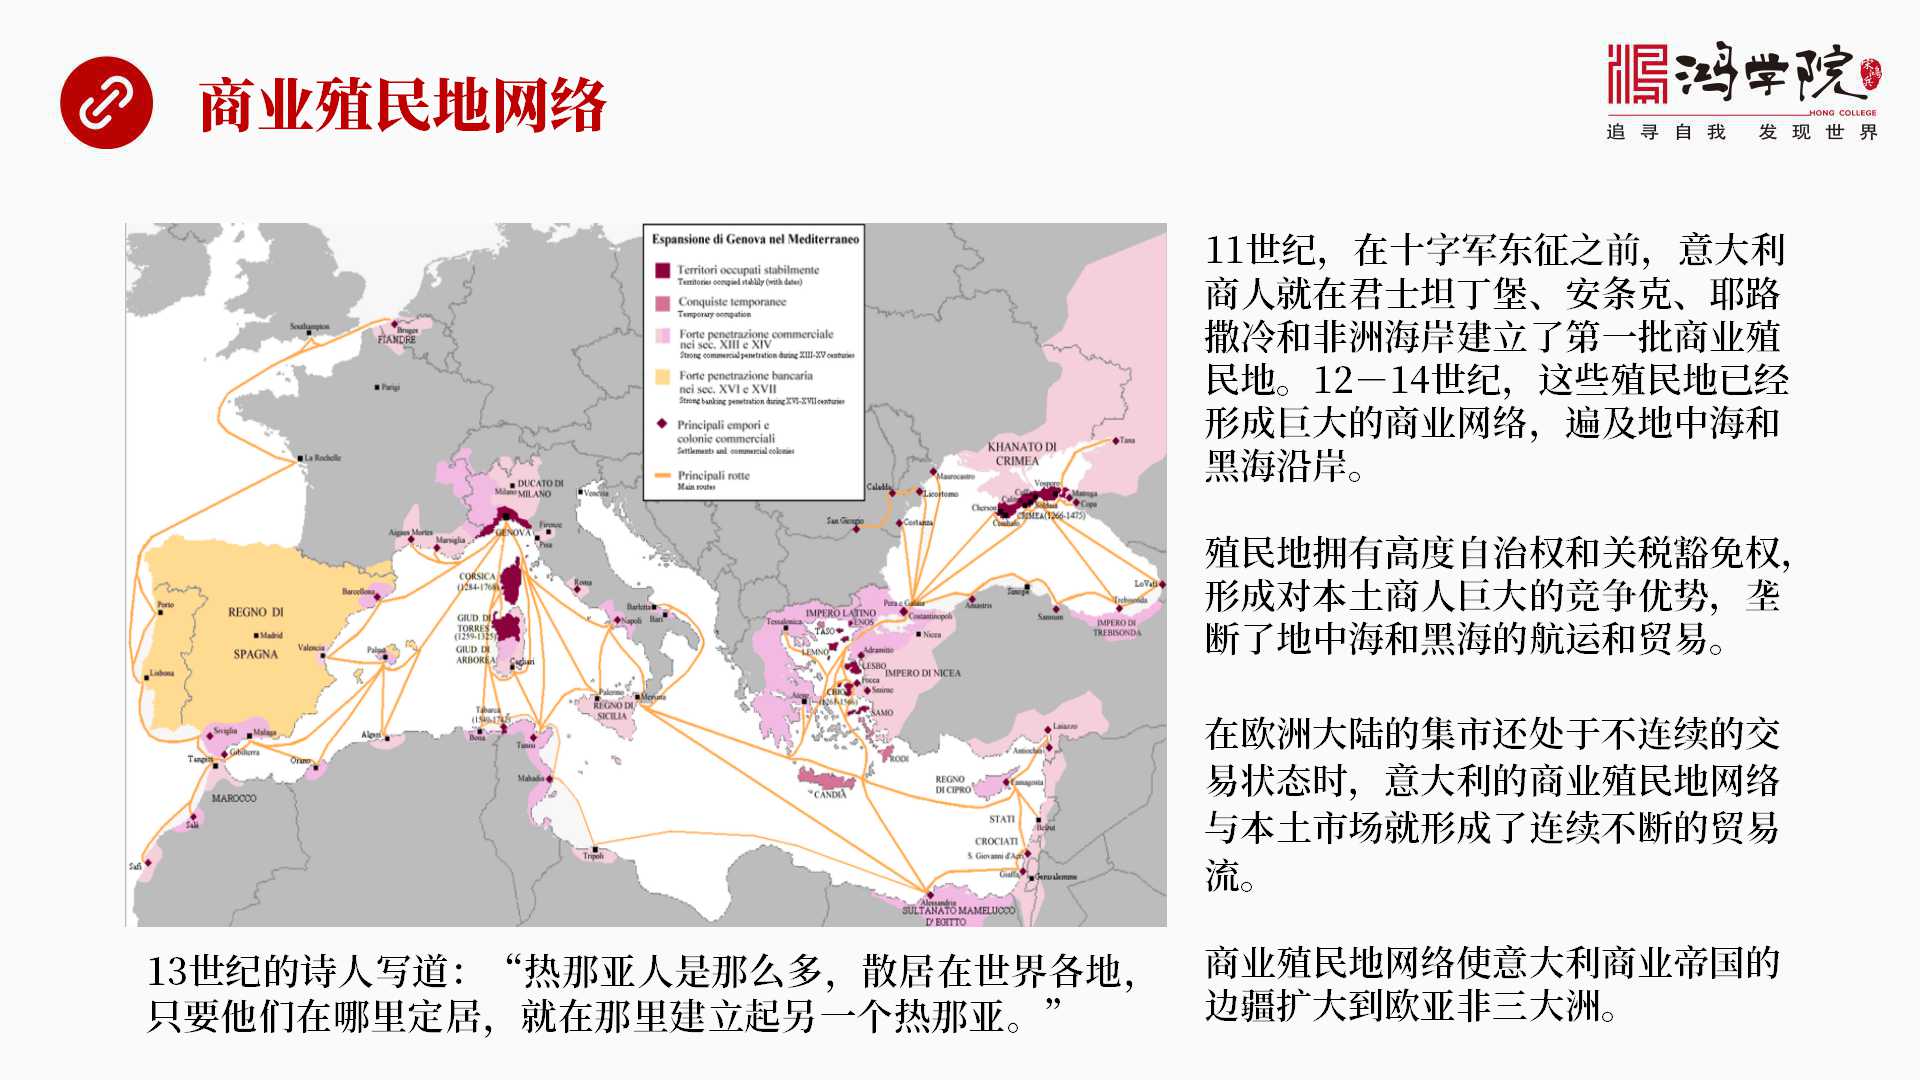 商业殖民地网络
鸿学院
HONG COLLEGE
追寻自我 发现世界
Espansione di Genova nel Mediterraneo
Territori occupati stabilmente
Territories occupied stablily (with dates)
Conquiste temporanee
Temporary occupation
Forte penetrazione commerciale
nei sec. XIII e XIV
Strong commercial penetration during XIII-XV centuries
Forte penetrazione bancaria
nei sec. XVI e XVII
Strong banking penetration during XVI-XVII centuries
Principali empori e
colonie commerciali
Settlements and commercial colonies
Principali rotte
Main routes
Southampton
Bruges
FIANDRE
Parigi
La Rochelle
DUCATO DI
MILANO
Milano
Venezia
GENOVA
Firenze
Pisa
Aigues Mortes
Marsiglia
CORSICA
(1284-1768)
Roma
Barcellona
Porto
REGNO DI
SPAGNA
Madrid
Valencia
Palma
Lisbona
GIUD. DI
TORRES
(1259-1325)
GIUD. DI
ARBOREA
Cagliari
Napoli
Barletta
Bari
Palermo
Messina
REGNO DI
SICILIA
Tabarca
(1540-1742)
Bona
Tunisi
Mahadia
Tripoli
Algeri
Orano
Siviglia
Malaga
Gibilterra
Tangeri
MAROCCO
Salè
Safi
KHANATO DI
CRIMEA
Tana
Maurocastro
Licostomo
Caladda
San Giorgio
Costanza
Vosporo
Matrega
Copa
Caffa
Soldaia
Cherson
Cembalo
CRIMEA(1266-1475)
LoVati
Trebisonda
IMPERO DI
TREBISONDA
Sinope
Samsun
Amastris
Pera e Galata
Costantinopoli
Nicea
IMPERO LATINO
ENOS
Tessalonica
TASO
LEMNO
Adramitto
LESBO
IMPERO DI NICEA
Focea
Smirne
CHIO
SAMO
Atene
RODI
CANDIA
REGNO
DI CIPRO
Famagosta
Laiazzo
Antiochia
STATI
CROCIATI
Beirut
S. Giovanni d'Acri
Giaffa
Gerusalemme
Alessandria
SULTANATO MAMELUCCO
D' EGITTO
13世纪的诗人写道：“热那亚人是那么多，散居在世界各地，
只要他们在哪里定居，就在那里建立起另一个热那亚。”
11世纪，在十字军东征之前，意大利
商人就在君士坦丁堡、安条克、耶路
撒冷和非洲海岸建立了第一批商业殖
民地。12－14世纪，这些殖民地已经
形成巨大的商业网络，遍及地中海和
黑海沿岸。
殖民地拥有高度自治权和关税豁免权，
形成对本土商人巨大的竞争优势，垄
断了地中海和黑海的航运和贸易。
在欧洲大陆的集市还处于不连续的交
易状态时，意大利的商业殖民地网络
与本土市场就形成了连续不断的贸易
流。
商业殖民地网络使意大利商业帝国的
边疆扩大到欧亚非三大洲。